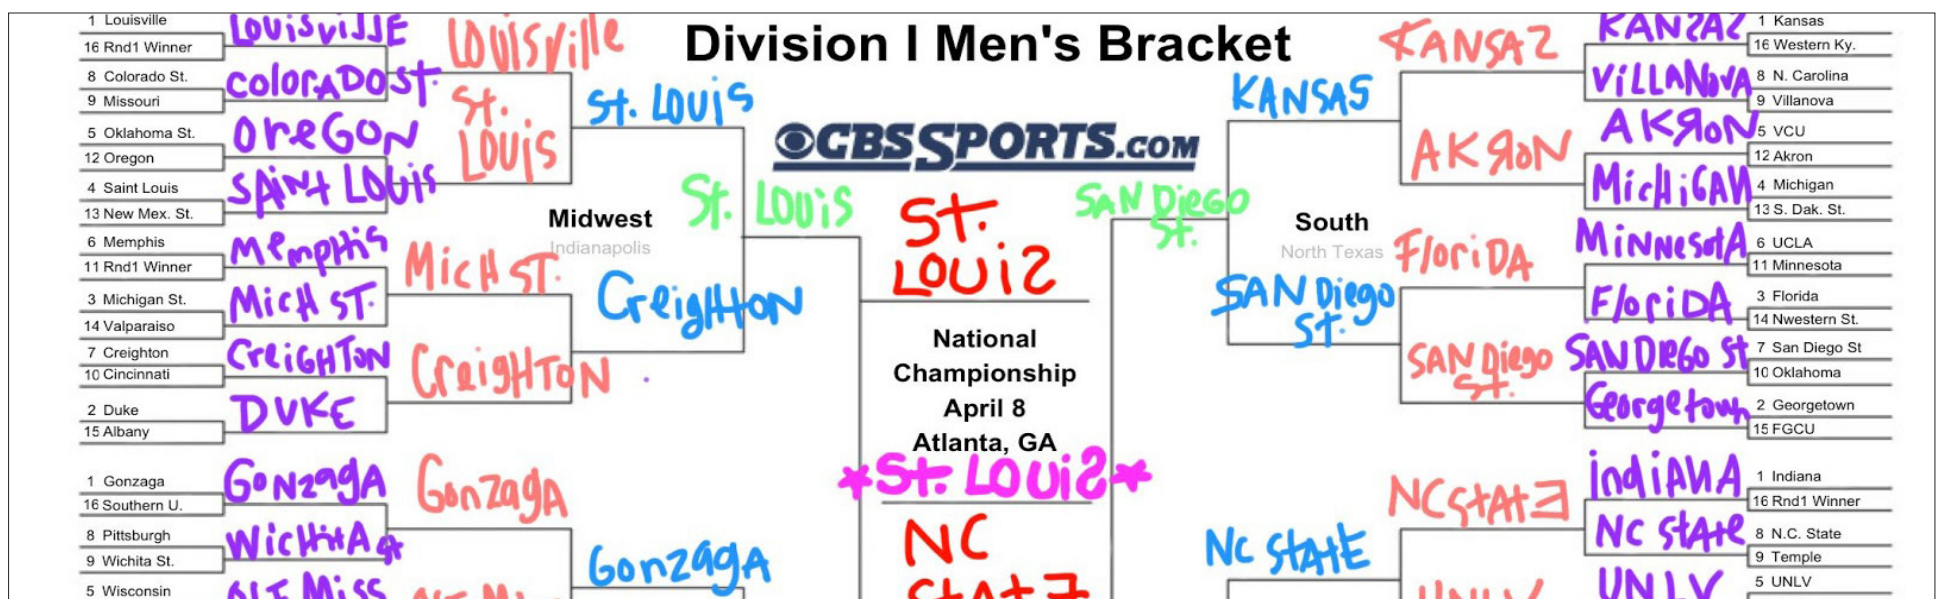 Division I Men's Bracket
CBSSPORTS.COM
1 Louisville
16 Rnd1 Winner
8 Colorado St.
9 Missouri
5 Oklahoma St.
12 Oregon
4 Saint Louis
13 New Mex. St.
6 Memphis
11 Rnd1 Winner
3 Michigan St.
14 Valparaiso
7 Creighton
10 Cincinnati
2 Duke
15 Albany
1 Gonzaga
16 Southern U.
8 Pittsburgh
9 Wichita St.
5 Wisconsin
LOUiSViJJE
COlOrADO ST.
OreGON
SAiNt LOUiS
MempHis
MicH ST.
CreiGHTON
DUKE
GoNzagA
WicHitA St
OLE Miss
LOUiSville
St.
LOUiS
MicH ST.
CreigHTON
GonZagA
St. LOUiS
CreigHtON
GonzagA
Midwest
Indianapolis
St. LOUiS
ST.
LOUiS
National
Championship
April 8
Atlanta, GA
*St. LOUiS*
NC
STATE
SAN DieGO
St.
South
North Texas
KANSAS
SAN Diego
ST.
NC STATE
KANSAS
AKRON
FloriDA
SAN Diego
ST.
NC STATE
UNLV
KANSAS
ViLLANOVA
AKRON
MicHiGAN
MiNNesotA
FloriDA
SAN DIEGO St
Georgetown
iNdiANA
NC STATE
UNLV
1 Kansas
16 Western Ky.
8 N. Carolina
9 Villanova
5 VCU
12 Akron
4 Michigan
13 S. Dak. St.
6 UCLA
11 Minnesota
3 Florida
14 Nwestern St.
7 San Diego St
10 Oklahoma
2 Georgetown
15 FGCU
1 Indiana
16 Rnd1 Winner
8 N.C. State
9 Temple
5 UNLV